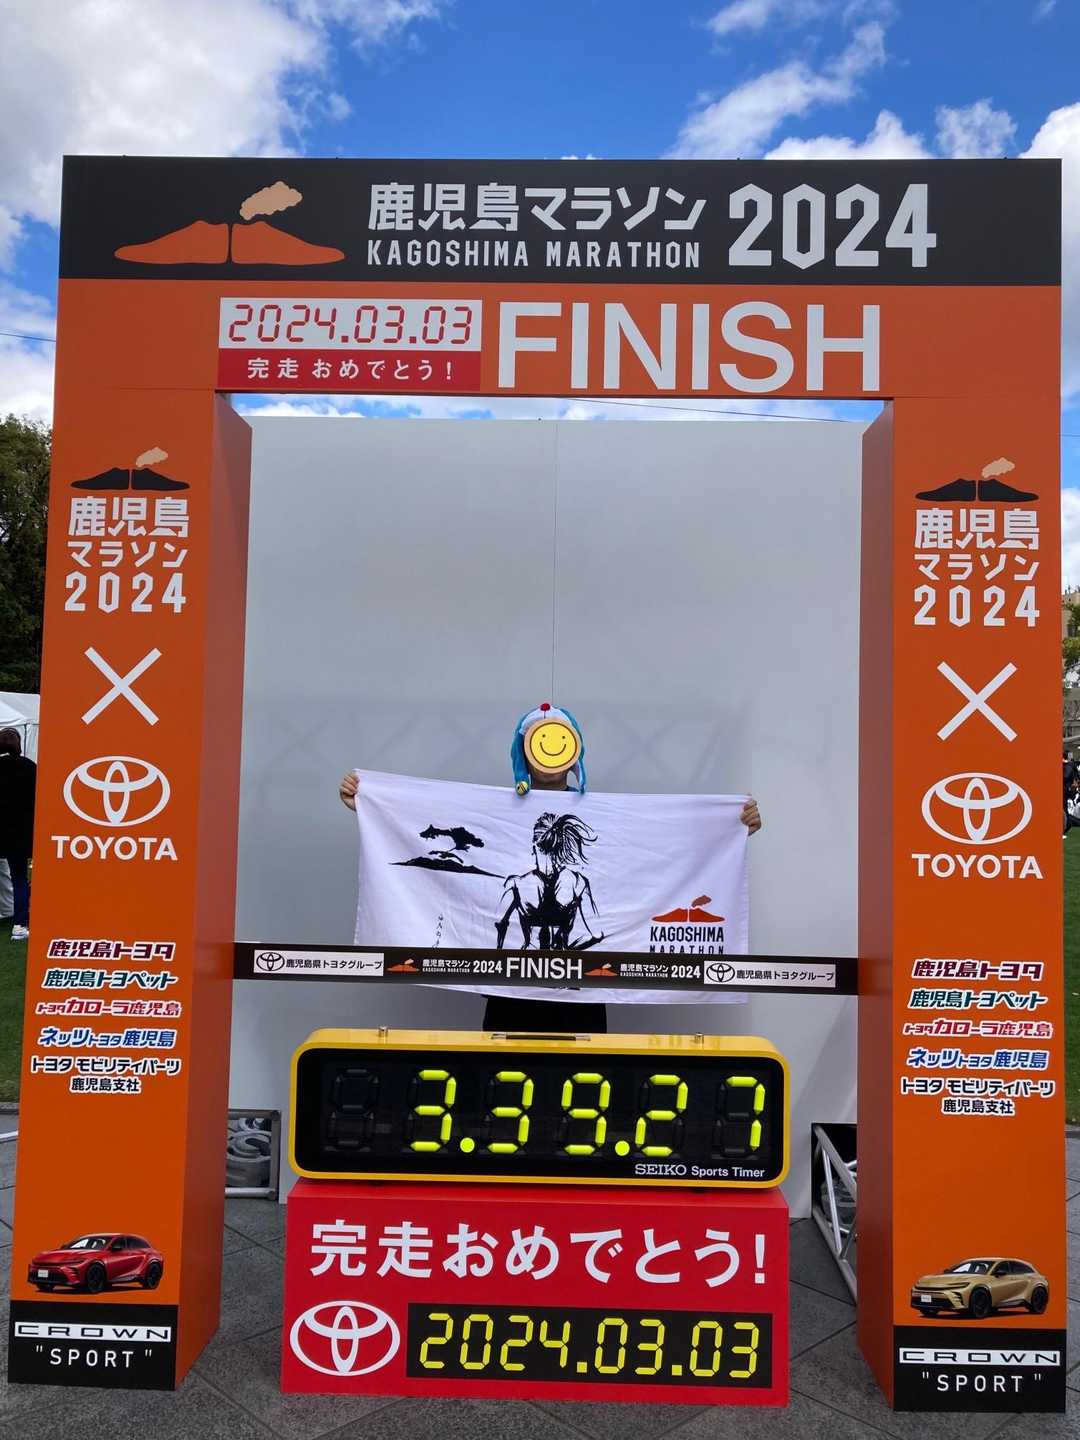 鹿児島マラソン 2024
KAGOSHIMA MARATHON
2024.03.03
完走 おめでとう!
FINISH
鹿児島
マラソン
2024
×
TOYOTA
鹿児島トヨタ
鹿児島トヨペット
トヨタカローラ鹿児島
ネッツトヨタ鹿児島
トヨタ モビリティパーツ
鹿児島支社
CROWN
"SPORT"
鹿児島
マラソン
2024
×
TOYOTA
鹿児島トヨタ
鹿児島トヨペット
トヨタカローラ鹿児島
ネッツトヨタ鹿児島
トヨタ モビリティパーツ
鹿児島支社
CROWN
"SPORT"
KAGOSHIMA
MARATHON
鹿児島県トヨタグループ 鹿児島マラソン 2024 FINISH 鹿児島マラソン 2024 鹿児島県トヨタグループ
KAGOSHIMA MARATHON KAGOSHIMA MARATHON
3.39.27
SEIKO Sports Timer
完走おめでとう!
2024.03.03